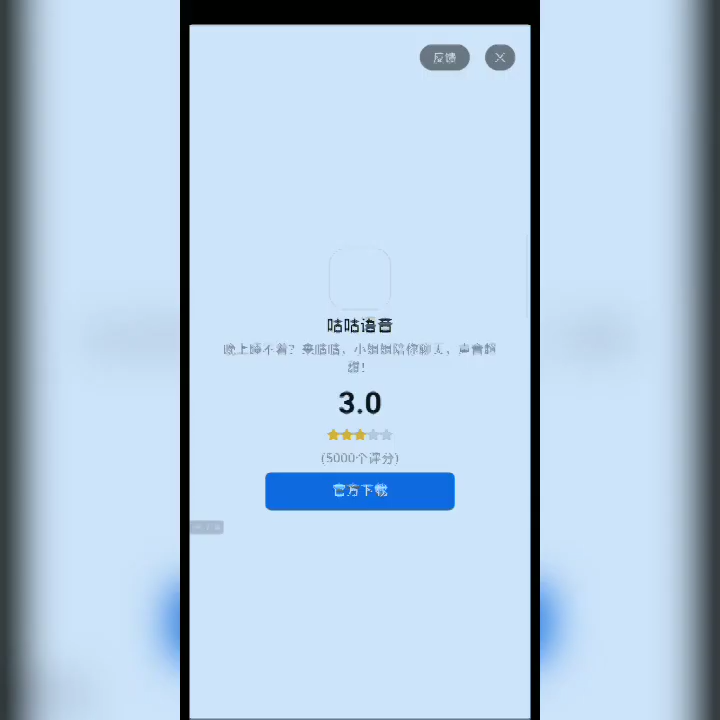 反馈
咕咕语音
晚上睡不着？来咕咕，小姐姐陪你聊天，声音超
甜！
3.0
(5000个评分)
官方下载